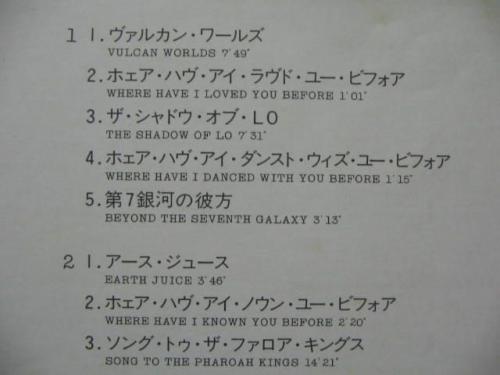 1 1.ヴァルカン・ワールズ
VULCAN WORLDS 7′49″
2.ホェア・ハヴ・アイ・ラヴド・ユー・ビフォア
WHERE HAVE I LOVED YOU BEFORE 1′01″
3.ザ・シャドウ・オブ・LO
THE SHADOW OF LO 7′31″
4.ホェア・ハヴ・アイ・ダンスト・ウィズ・ユー・ビフォア
WHERE HAVE I DANCED WITH YOU BEFORE 1′15″
5.第7銀河の彼方
BEYOND THE SEVENTH GALAXY 3′13″
2 1.アース・ジュース
EARTH JUICE 3′46″
2.ホェア・ハヴ・アイ・ノウン・ユー・ビフォア
WHERE HAVE I KNOWN YOU BEFORE 2′20″
3.ソング・トゥ・ザ・ファロア・キングス
SONG TO THE PHAROAH KINGS 14′21″